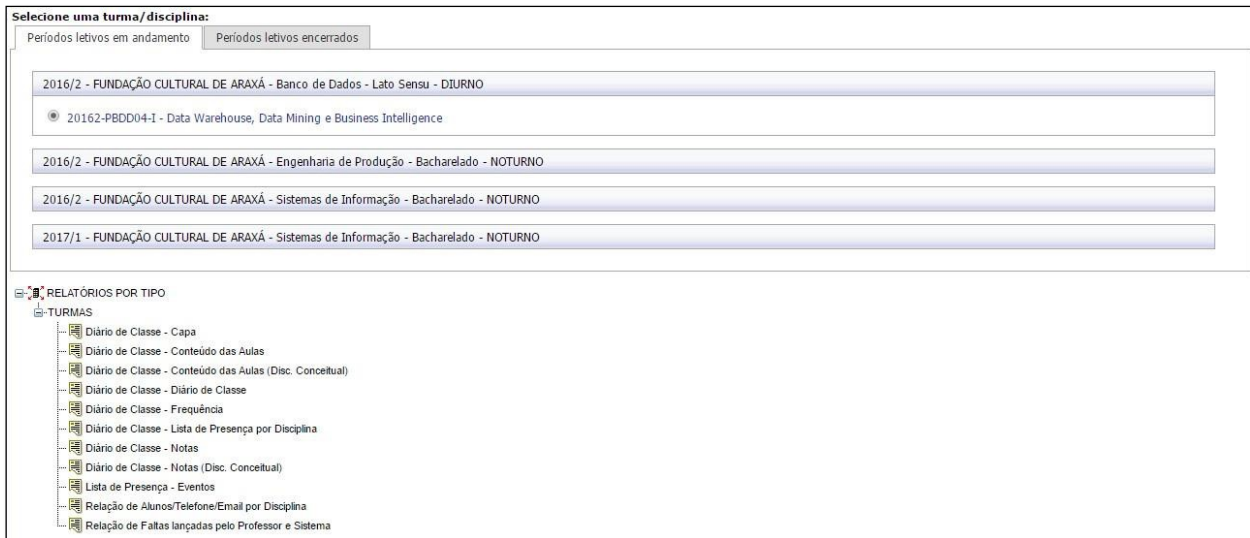 Selecione uma turma/disciplina:
Períodos letivos em andamento Períodos letivos encerrados
2016/2 - FUNDAÇÃO CULTURAL DE ARAXÁ - Banco de Dados - Lato Sensu - DIURNO
20162-PBDD04-I - Data Warehouse, Data Mining e Business Intelligence
2016/2 - FUNDAÇÃO CULTURAL DE ARAXÁ - Engenharia de Produção - Bacharelado - NOTURNO
2016/2 - FUNDAÇÃO CULTURAL DE ARAXÁ - Sistemas de Informação - Bacharelado - NOTURNO
2017/1 - FUNDAÇÃO CULTURAL DE ARAXÁ - Sistemas de Informação - Bacharelado - NOTURNO
RELATÓRIOS POR TIPO
TURMAS
Diário de Classe - Capa
Diário de Classe - Conteúdo das Aulas
Diário de Classe - Conteúdo das Aulas (Disc. Conceitual)
Diário de Classe - Diário de Classe
Diário de Classe - Frequência
Diário de Classe - Lista de Presença por Disciplina
Diário de Classe - Notas
Diário de Classe - Notas (Disc. Conceitual)
Lista de Presença - Eventos
Relação de Alunos/Telefone/Email por Disciplina
Relação de Faltas lançadas pelo Professor e Sistema